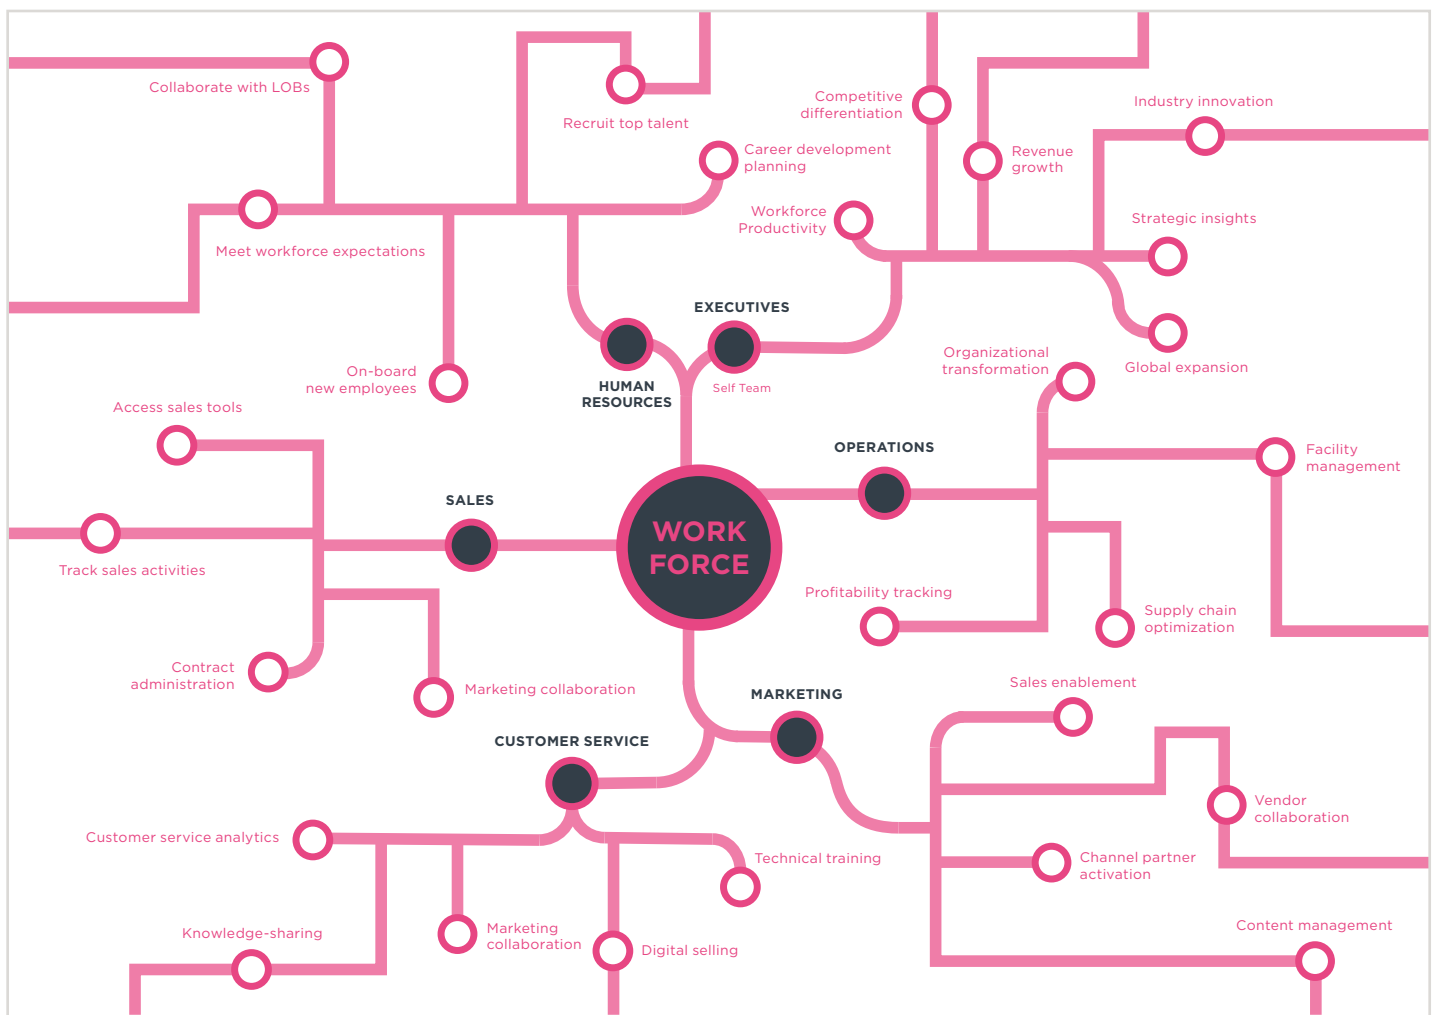 Collaborate with LOBs
Recruit top talent
Competitive
differentiation
Industry innovation
Career development
planning
Revenue
growth
Workforce
Productivity
Strategic insights
Meet workforce expectations
EXECUTIVES
Self Team
HUMAN
RESOURCES
On-board
new employees
Organizational
transformation
Global expansion
Access sales tools
OPERATIONS
Facility
management
SALES
WORK
FORCE
Track sales activities
Profitability tracking
Supply chain
optimization
Contract
administration
Marketing collaboration
MARKETING
Sales enablement
CUSTOMER SERVICE
Vendor
collaboration
Customer service analytics
Technical training
Channel partner
activation
Knowledge-sharing
Marketing
collaboration
Digital selling
Content management